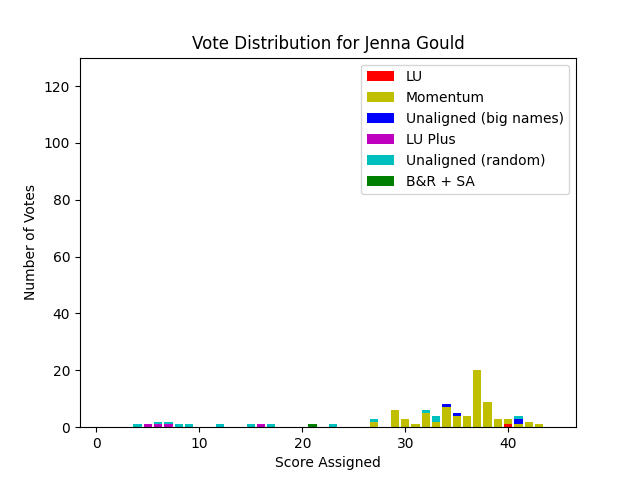 Vote Distribution for Jenna Gould
120
100
80
60
40
20
0
Number of Votes
LU
Momentum
Unaligned (big names)
LU Plus
Unaligned (random)
B&R + SA
0 10 20 30 40
Score Assigned